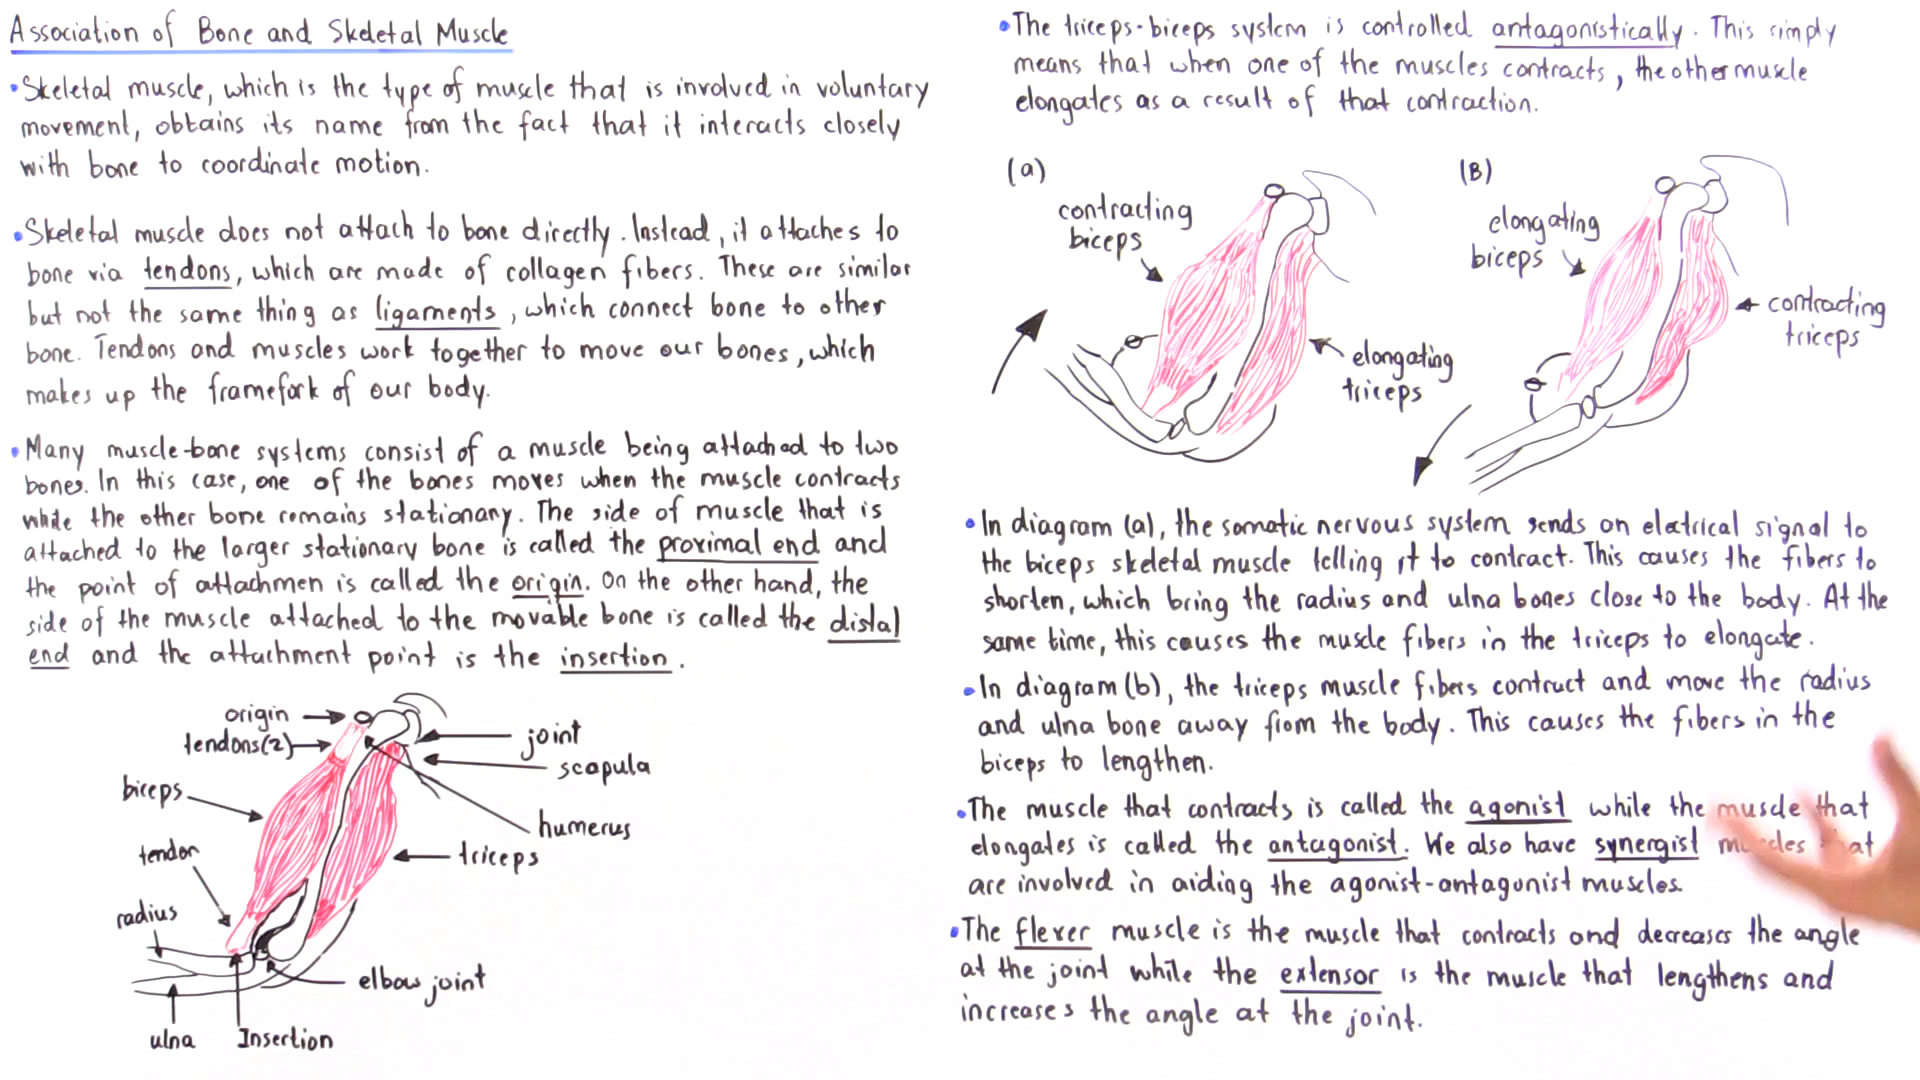 Association of Bone and Skeletal Muscle
•Skeletal muscle, which is the type of muscle that is involved in voluntary
movement, obtains its name from the fact that it interacts closely
with bone to coordinate motion.
•Skeletal muscle does not attach to bone directly. Instead, it attaches to
bone via tendons, which are made of collagen fibers. These are similar
but not the same thing as ligaments, which connect bone to other
bone. Tendons and muscles work together to move our bones, which
makes up the framefork of our body.
•Many muscle-bone systems consist of a muscle being attached to two
bones. In this case, one of the bones moves when the muscle contracts
while the other bone remains stationary. The side of muscle that is
attached to the larger stationary bone is called the proximal end and
the point of attachmen is called the origin. On the other hand, the
side of the muscle attached to the movable bone is called the distal
end and the attachment point is the insertion.
origin
tendons(2)
biceps
tendon
radius
ulna
Insertion
elbow joint
triceps
humerus
scapula
joint
•The triceps-biceps system is controlled antagonistically. This simply
means that when one of the muscles contracts, the other muscle
elongates as a result of that contraction.
(a)
contracting
biceps
elongating
triceps
(B)
elongating
biceps
contracting
triceps
•In diagram (a), the somatic nervous system sends an electrical signal to
the biceps skeletal muscle telling it to contract. This causes the fibers to
shorten, which bring the radius and ulna bones close to the body. At the
same time, this causes the muscle fibers in the triceps to elongate.
•In diagram (b), the triceps muscle fibers contract and move the radius
and ulna bone away from the body. This causes the fibers in the
biceps to lengthen.
•The muscle that contracts is called the agonist while the muscle that
elongates is called the antagonist. We also have synergist muscles that
are involved in aiding the agonist-antagonist muscles.
•The flexer muscle is the muscle that contracts and decreases the angle
at the joint while the extensor is the muscle that lengthens and
increases the angle at the joint.